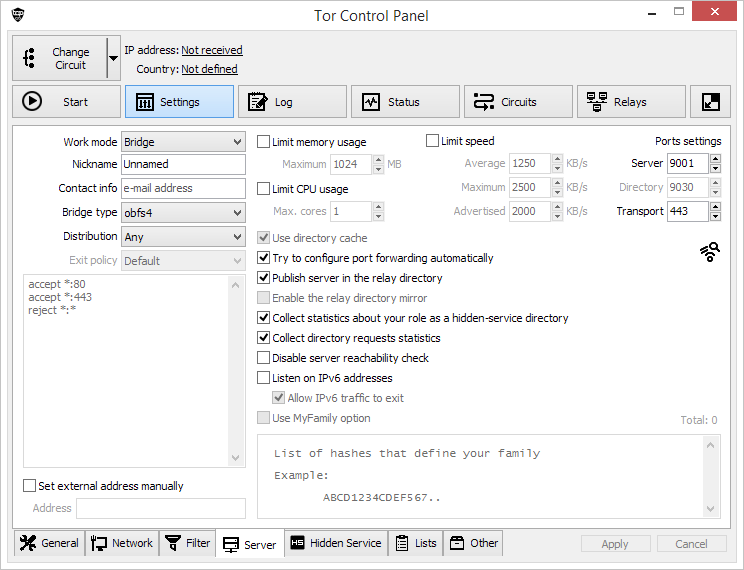 Tor Control Panel
Change Circuit
IP address: Not received
Country: Not defined
Start
Settings
Log
Status
Circuits
Relays
Work mode Bridge
Nickname Unnamed
Contact info e-mail address
Bridge type obfs4
Distribution Any
Exit policy Default
accept *:80
accept *:443
reject *:*
Set external address manually
Address
Limit memory usage
Maximum 1024 MB
Limit CPU usage
Max. cores 1
Limit speed
Average 1250 KB/s
Maximum 2500 KB/s
Advertised 2000 KB/s
Ports settings
Server 9001
Directory 9030
Transport 443
Use directory cache
Try to configure port forwarding automatically
Publish server in the relay directory
Enable the relay directory mirror
Collect statistics about your role as a hidden-service directory
Collect directory requests statistics
Disable server reachability check
Listen on IPv6 addresses
Allow IPv6 traffic to exit
Use MyFamily option
Total: 0
List of hashes that define your family
Example:
ABCD1234CDEF567..
General
Network
Filter
Server
HS Hidden Service
Lists
Other
Apply
Cancel